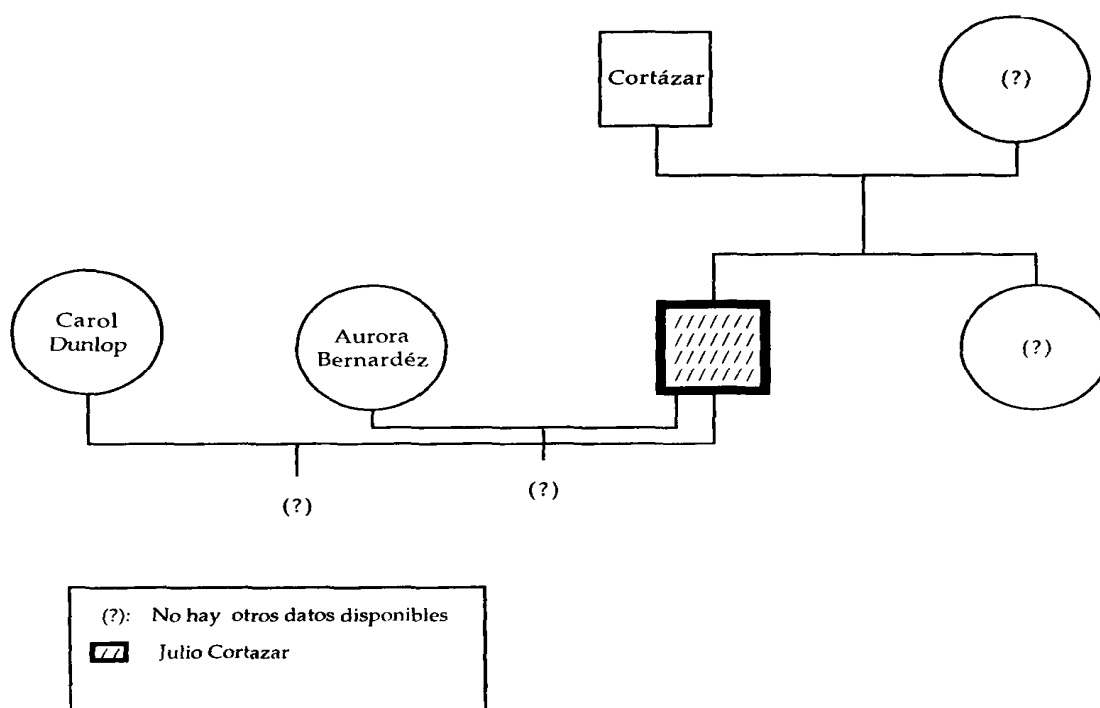 Cortázar
(?)
Carol
Dunlop
Aurora
Bernardéz
(?)
(?)
(?)
(?): No hay otros datos disponibles
Julio Cortazar